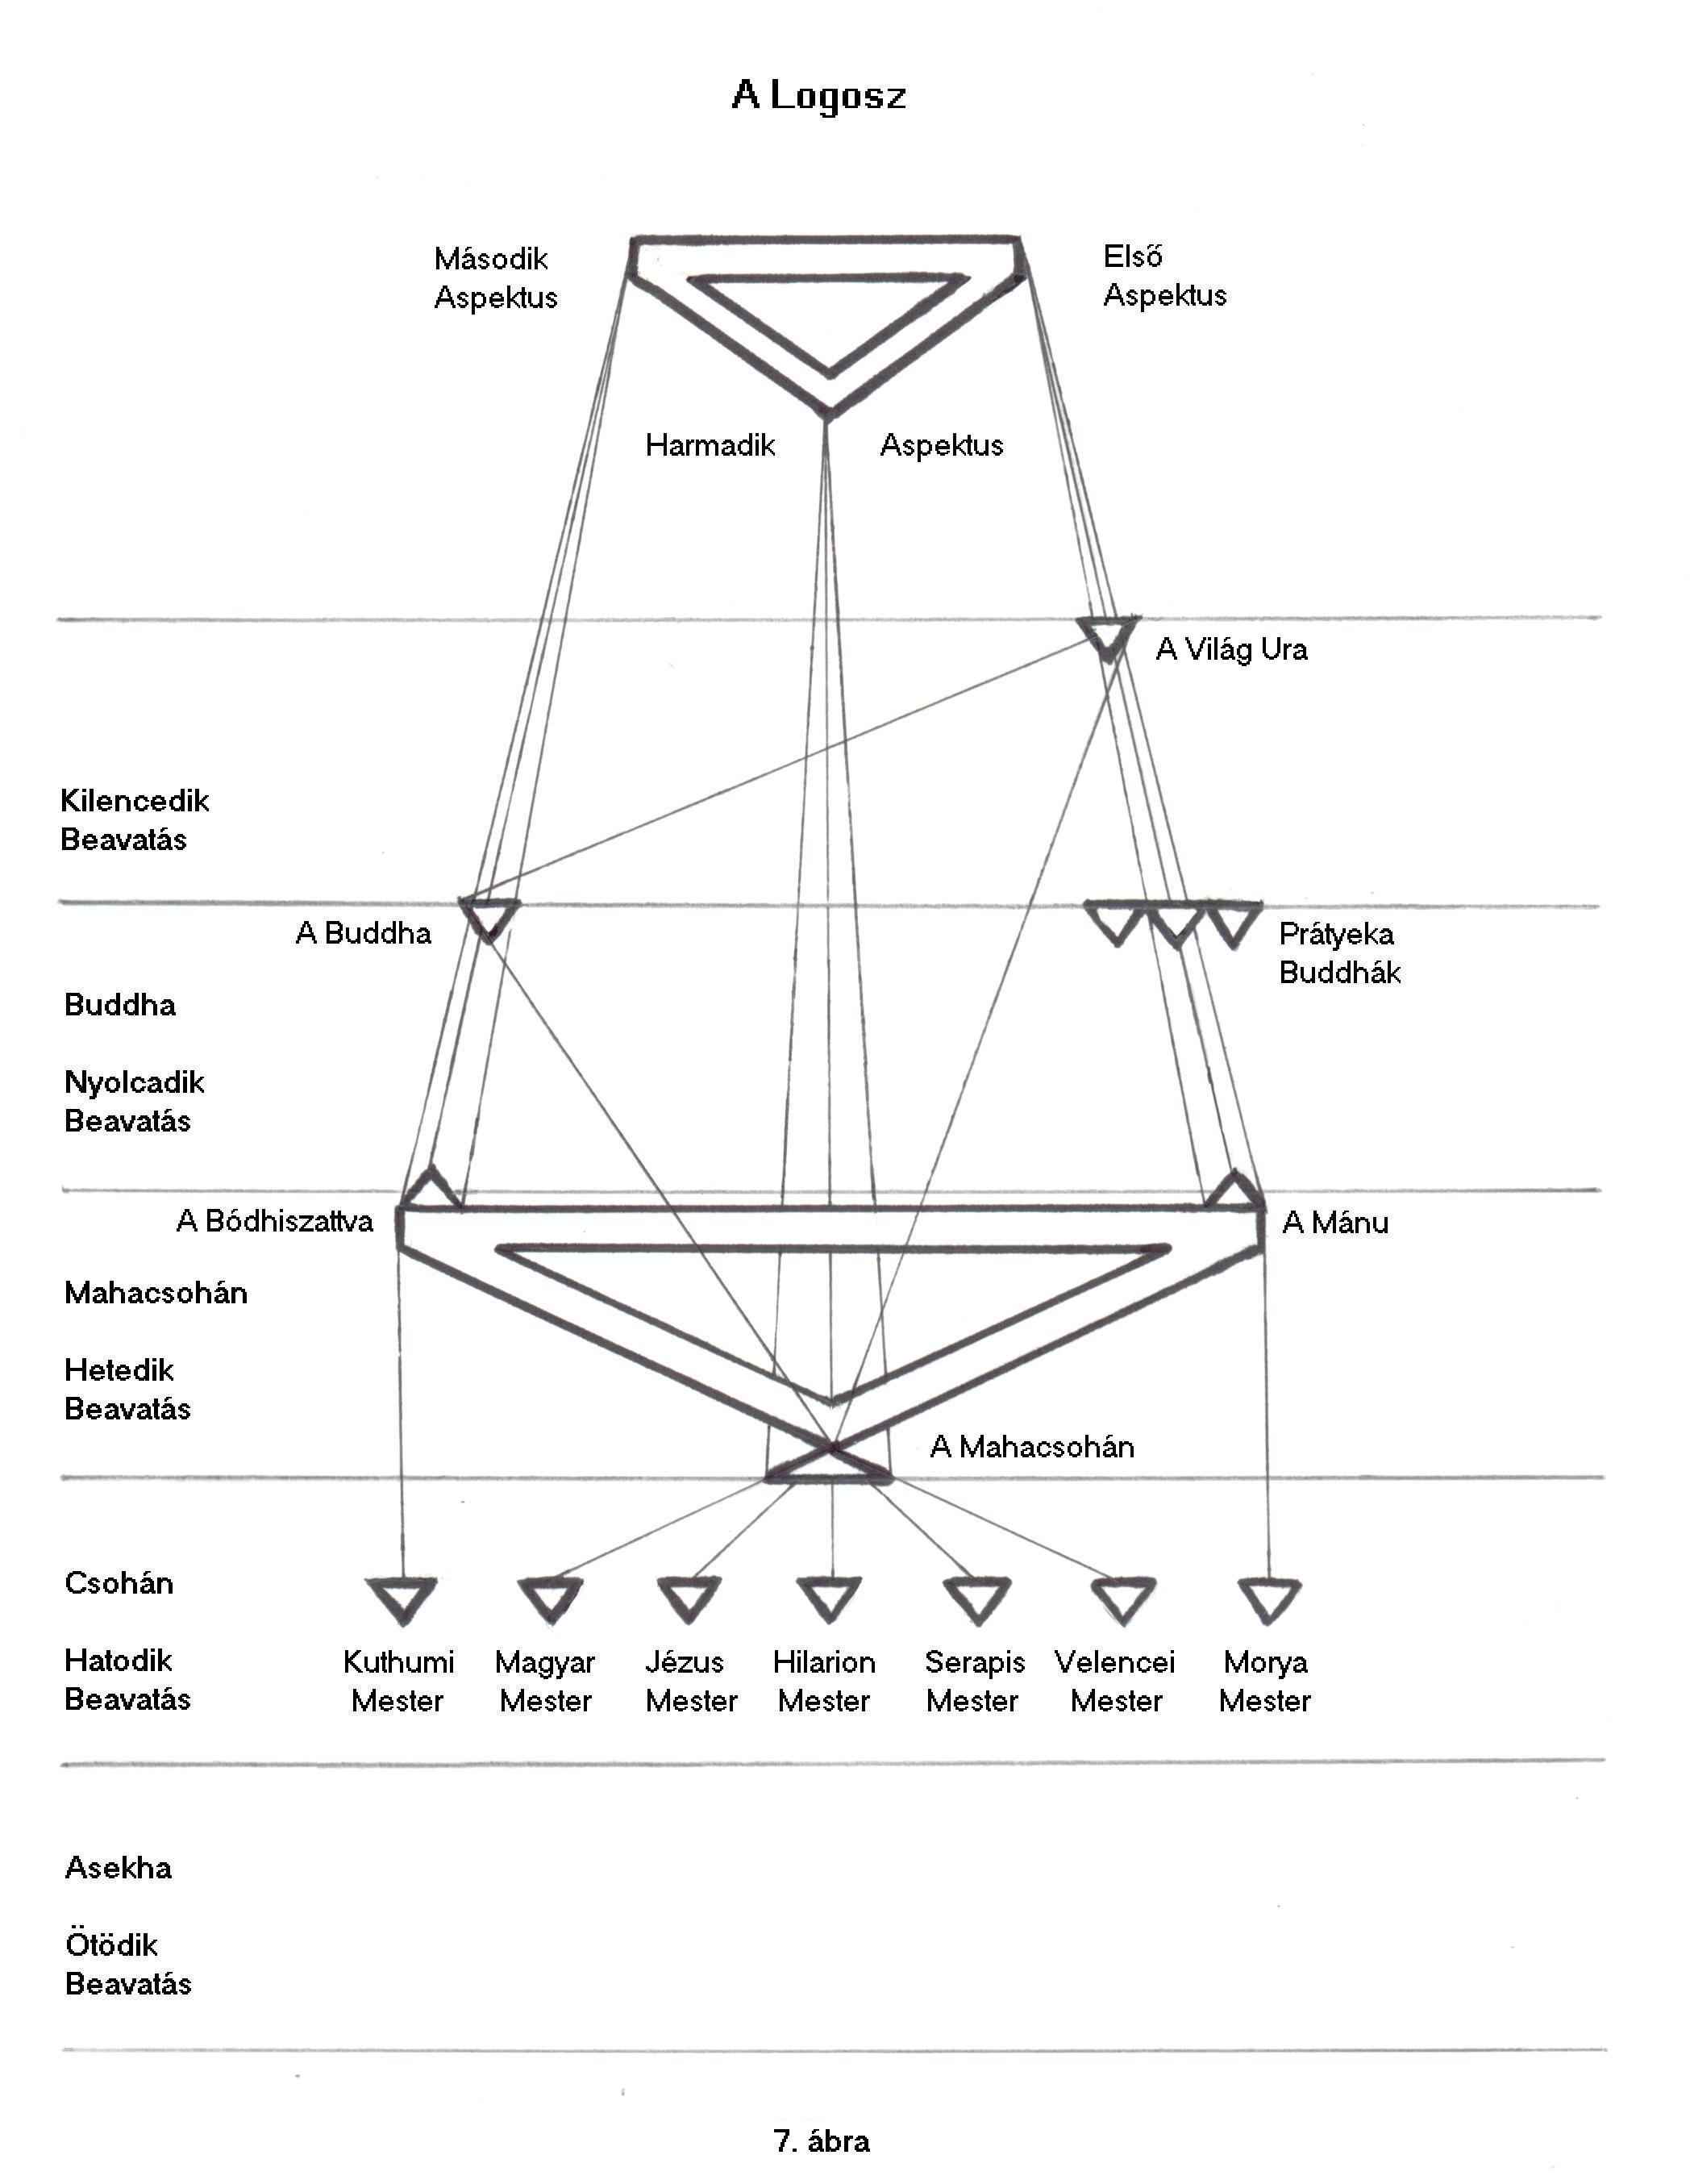 A Logosz
Második
Aspektus
Első
Aspektus
Harmadik Aspektus
A Világ Ura
Kilencedik
Beavatás
A Buddha
Prátyeka
Buddhák
Buddha
Nyolcadik
Beavatás
A Bódhiszattva
A Mánu
Mahacsohán
Hetedik
Beavatás
A Mahacsohán
Csohán
Hatodik
Beavatás
Kuthumi
Mester
Magyar
Mester
Jézus
Mester
Hilarion
Mester
Serapis
Mester
Velencei
Mester
Morya
Mester
Asekha
Ötödik
Beavatás
7. ábra